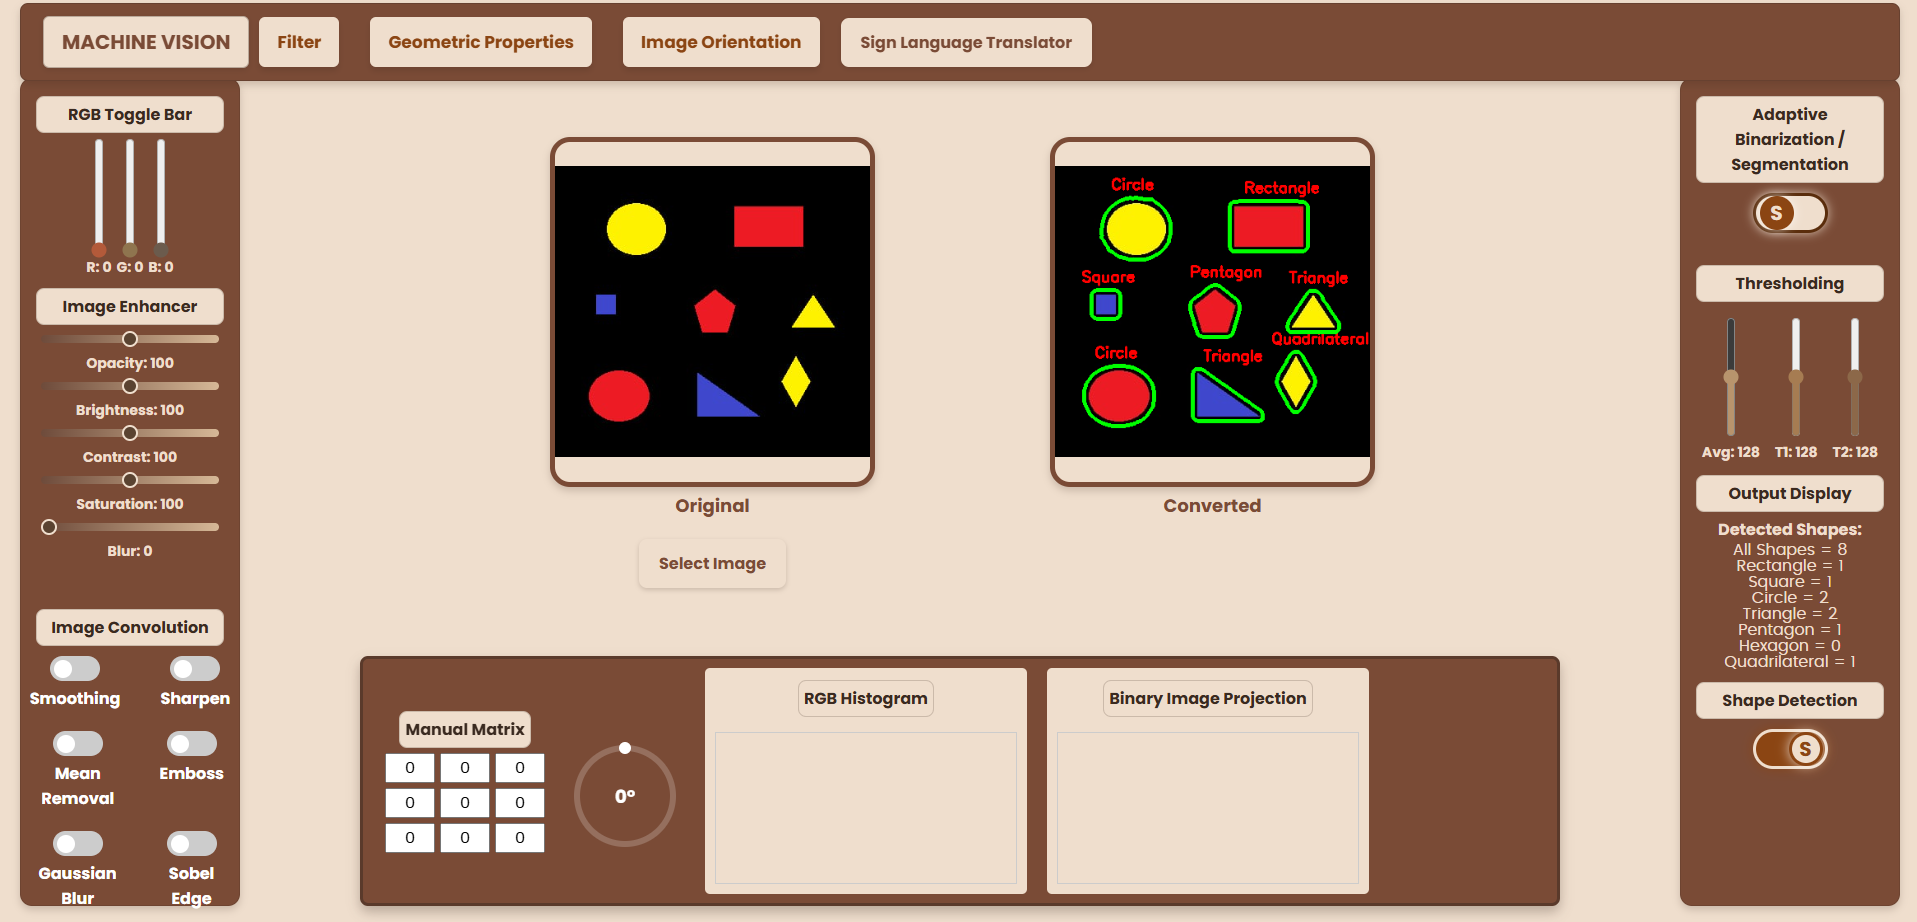 MACHINE VISION
Filter
Geometric Properties
Image Orientation
Sign Language Translator
RGB Toggle Bar
R: 0 G: 0 B: 0
Image Enhancer
Opacity: 100
Brightness: 100
Contrast: 100
Saturation: 100
Blur: 0
Image Convolution
Smoothing
Sharpen
Mean
Removal
Emboss
Gaussian
Blur
Sobel
Edge
Original
Select Image
Circle
Rectangle
Square
Pentagon
Triangle
Quadrilateral
Circle
Triangle
Converted
Manual Matrix
0 0 0
0 0 0
0 0 0
0°
RGB Histogram
Binary Image Projection
Adaptive
Binarization /
Segmentation
S
Thresholding
Avg: 128 T1: 128 T2: 128
Output Display
Detected Shapes:
All Shapes = 8
Rectangle = 1
Square = 1
Circle = 2
Triangle = 2
Pentagon = 1
Hexagon = 0
Quadrilateral = 1
Shape Detection
S